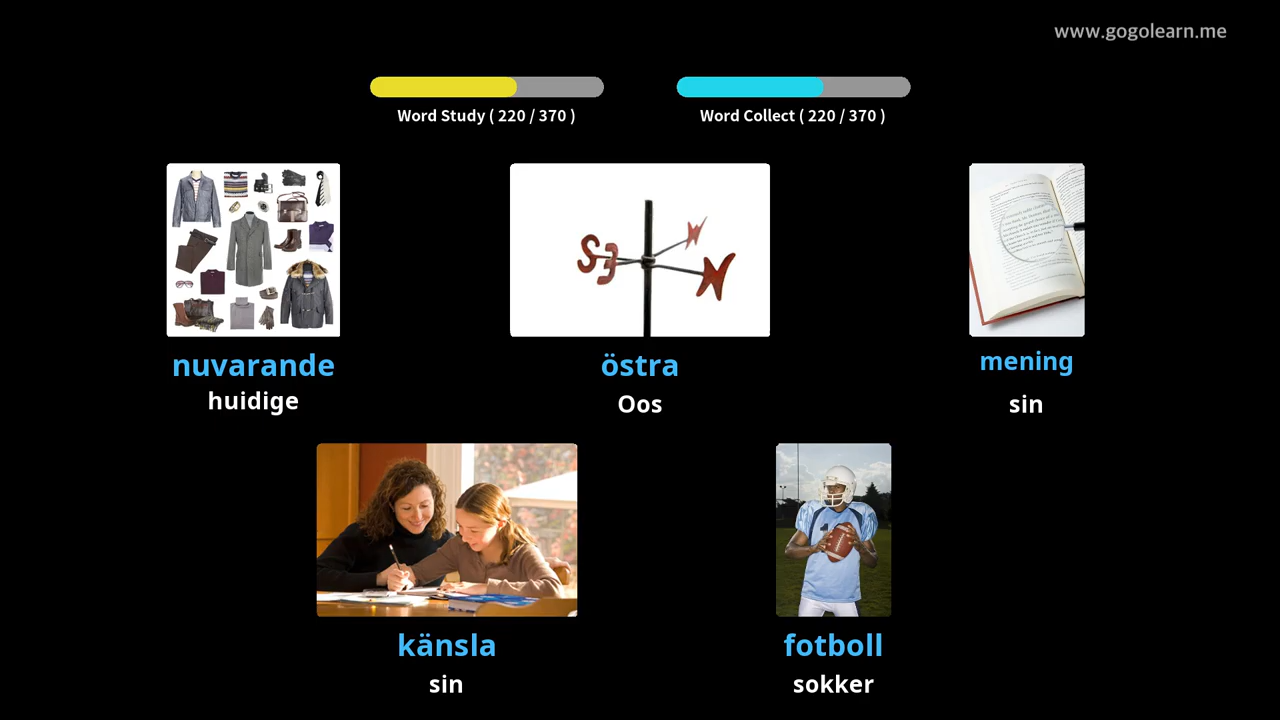 www.gogolearn.me
Word Study ( 220 / 370 )
Word Collect ( 220 / 370 )
nuvarande
huidige
östra
Oos
mening
sin
känsla
sin
fotboll
sokker